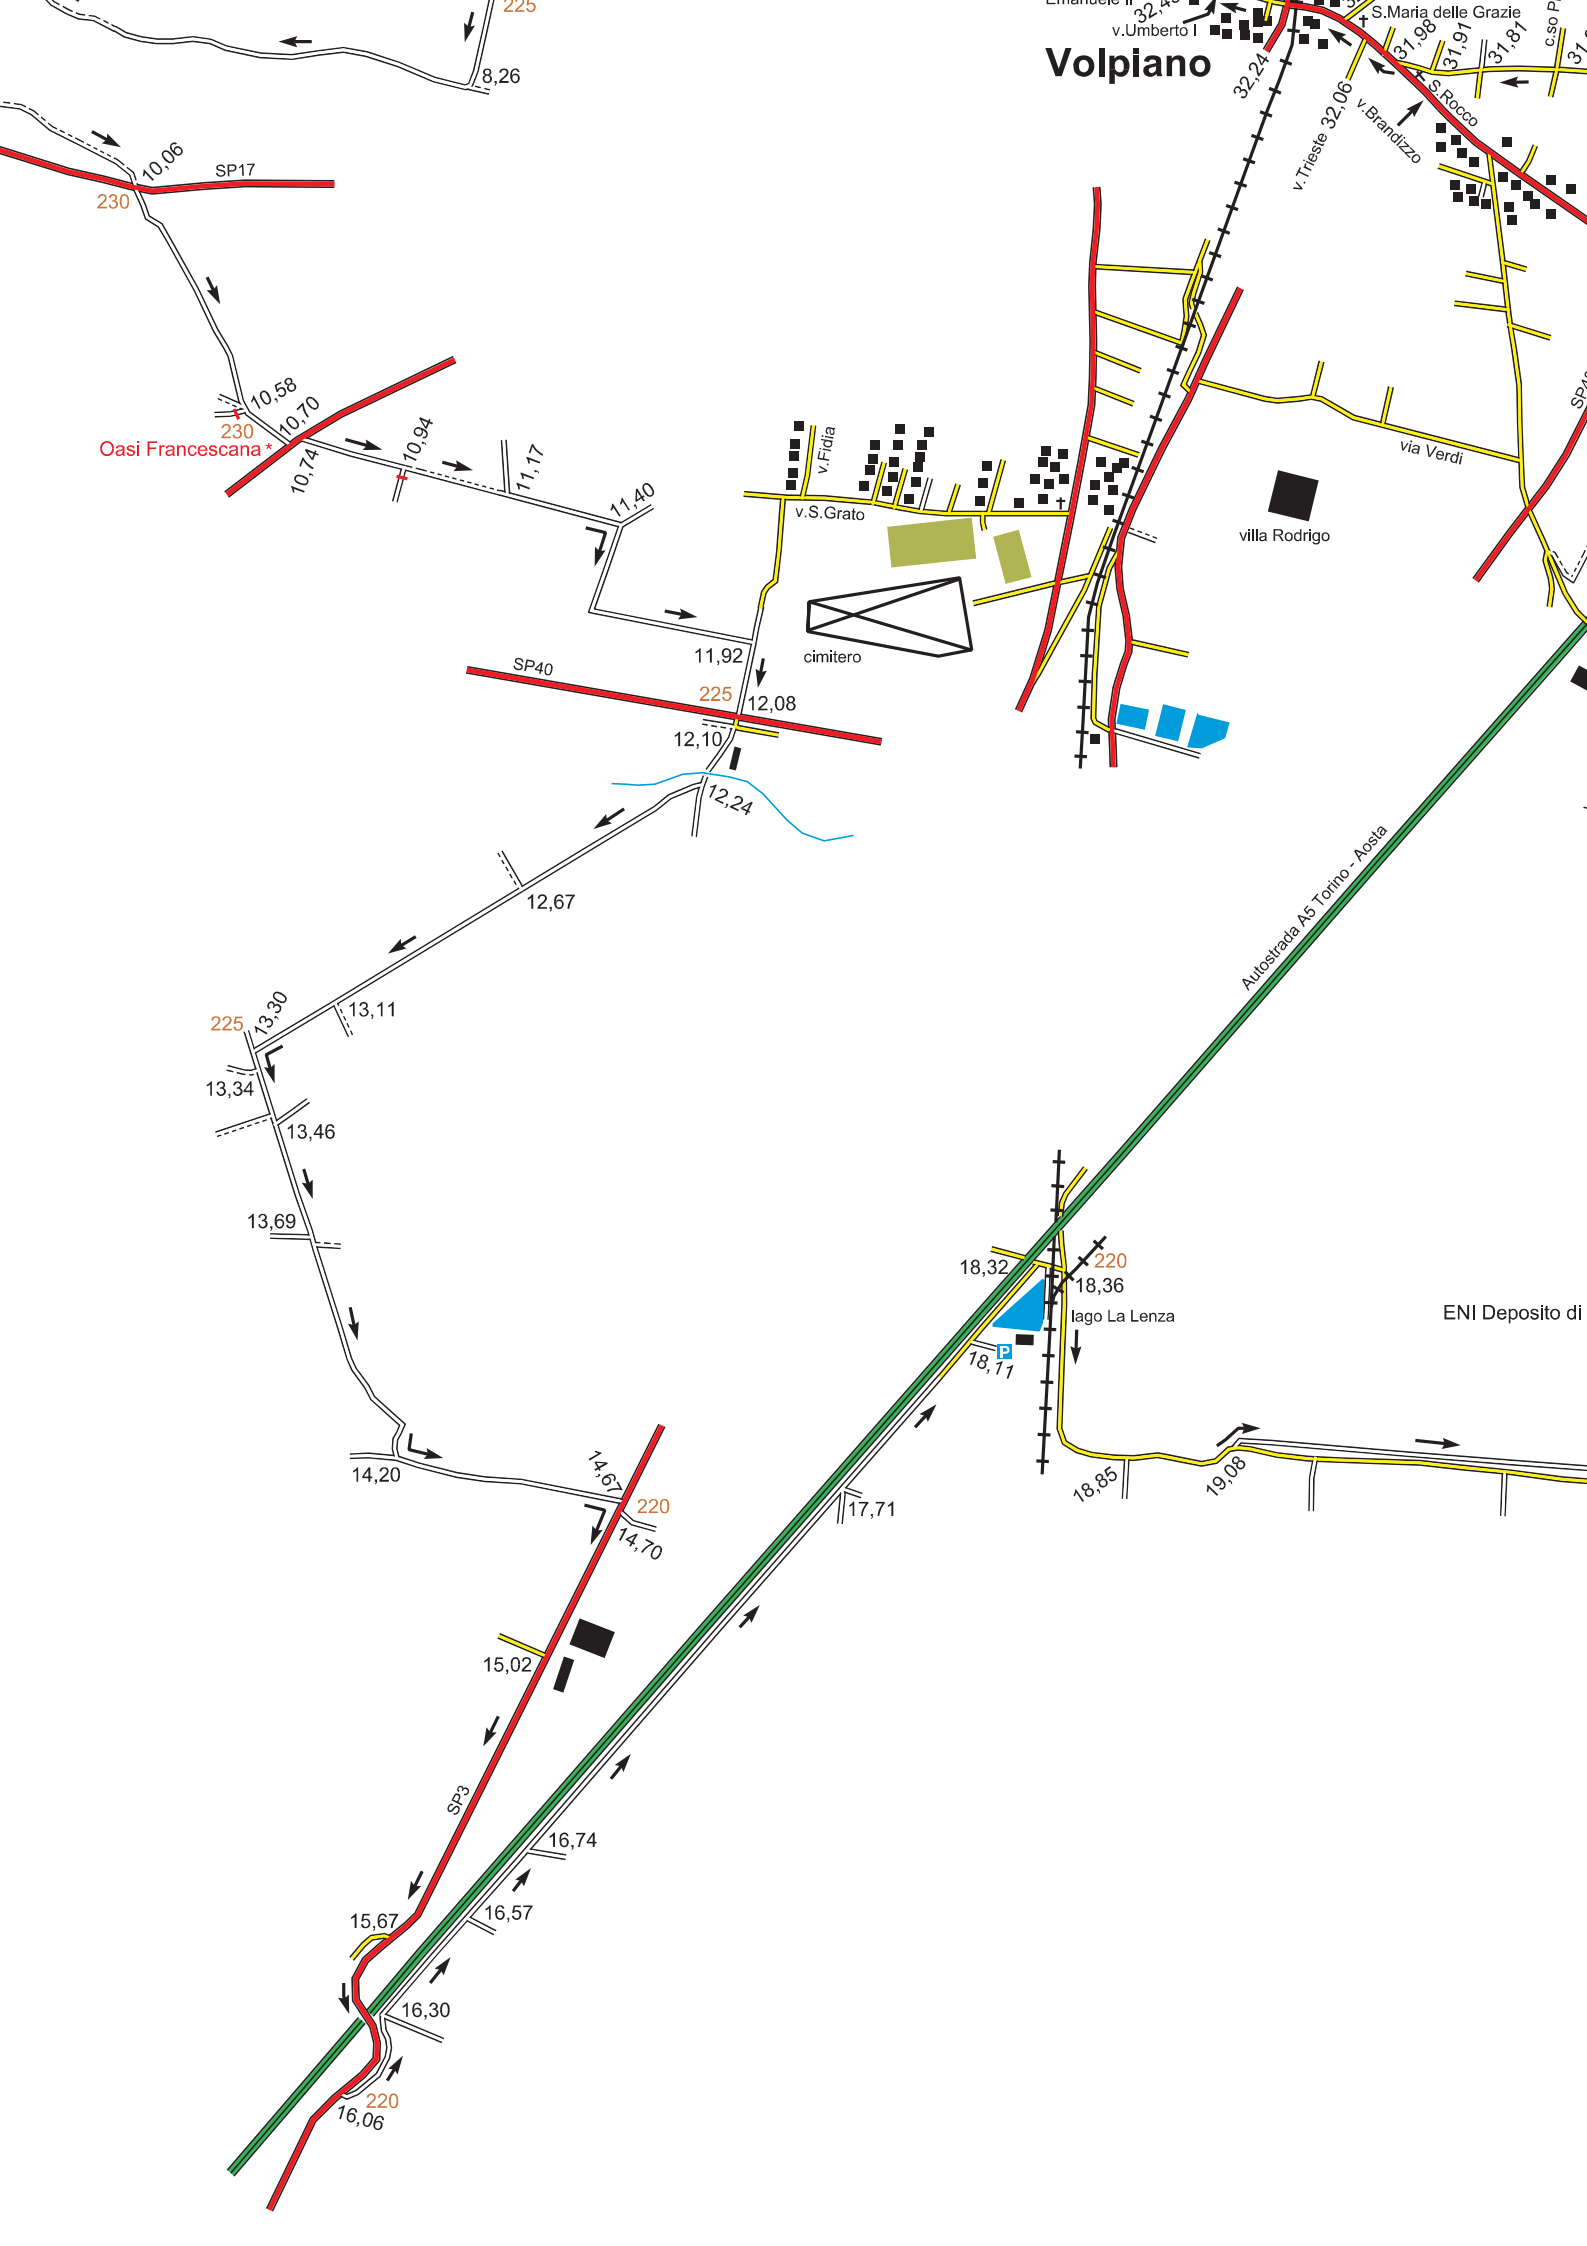 225
Emanuele II
32,4
v.Umberto I
S.Maria delle Grazie
Volpiano
32,24
31,98
31,91
31,81
8,26
v.Trieste 32,06
v.Brandizzo
S.Rocco
10,06
SP17
230
10,58
10,70
230
Oasi Francescana *
10,74
10,94
11,17
11,40
v.Fidia
v.S.Grato
via Verdi
villa Rodrigo
cimitero
11,92
SP40
225
12,08
12,10
12,24
12,67
Autostrada A5 Torino - Aosta
225
13,30
13,11
13,34
13,46
13,69
18,32
220
18,36
lago La Lenza
ENI Deposito di
P
18,11
14,20
14,67
220
14,70
17,71
18,85
19,08
15,02
SP3
16,74
16,57
15,67
16,30
220
16,06